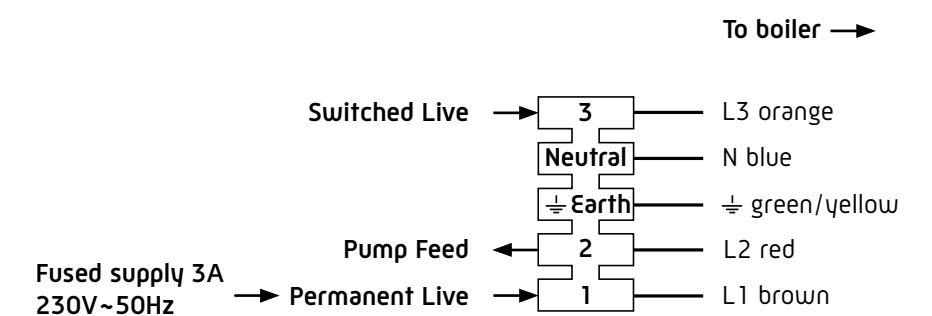 To boiler
Switched Live 3 L3 orange
Neutral N blue
⏚ Earth ⏚ green/yellow
Pump Feed 2 L2 red
Fused supply 3A
230V~50Hz
Permanent Live 1 L1 brown